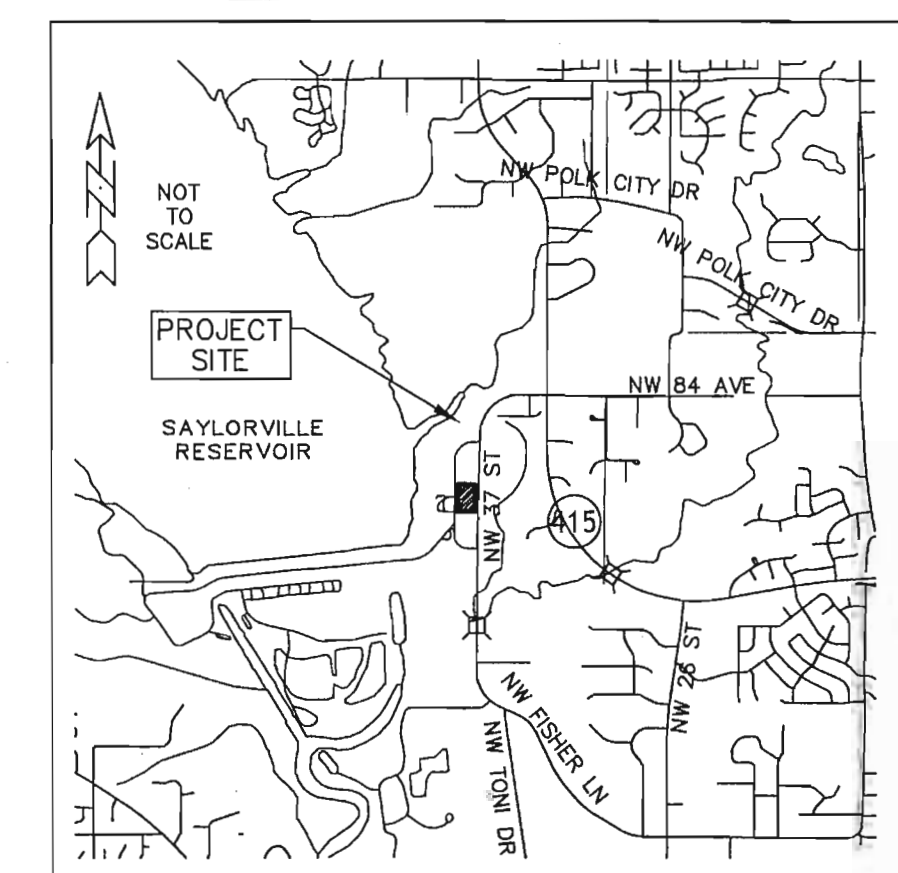 NW POLK CITY DR
NOT
TO
SCALE
NW POLK CITY DR
PROJECT
SITE
NW 84 AVE
SAYLORVILLE
RESERVOIR
NW 37 ST
415
NW 26 ST
NW FISHER LN
NW TONI DR